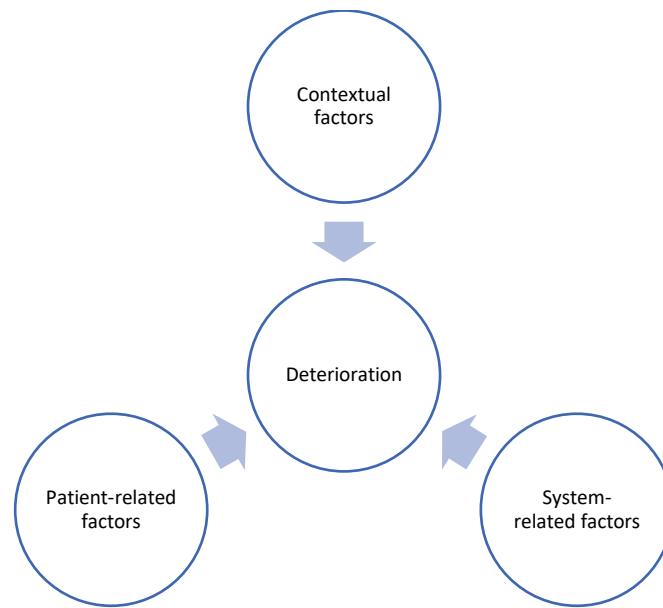 Contextual
factors
Deterioration
Patient-related
factors
System-
related factors